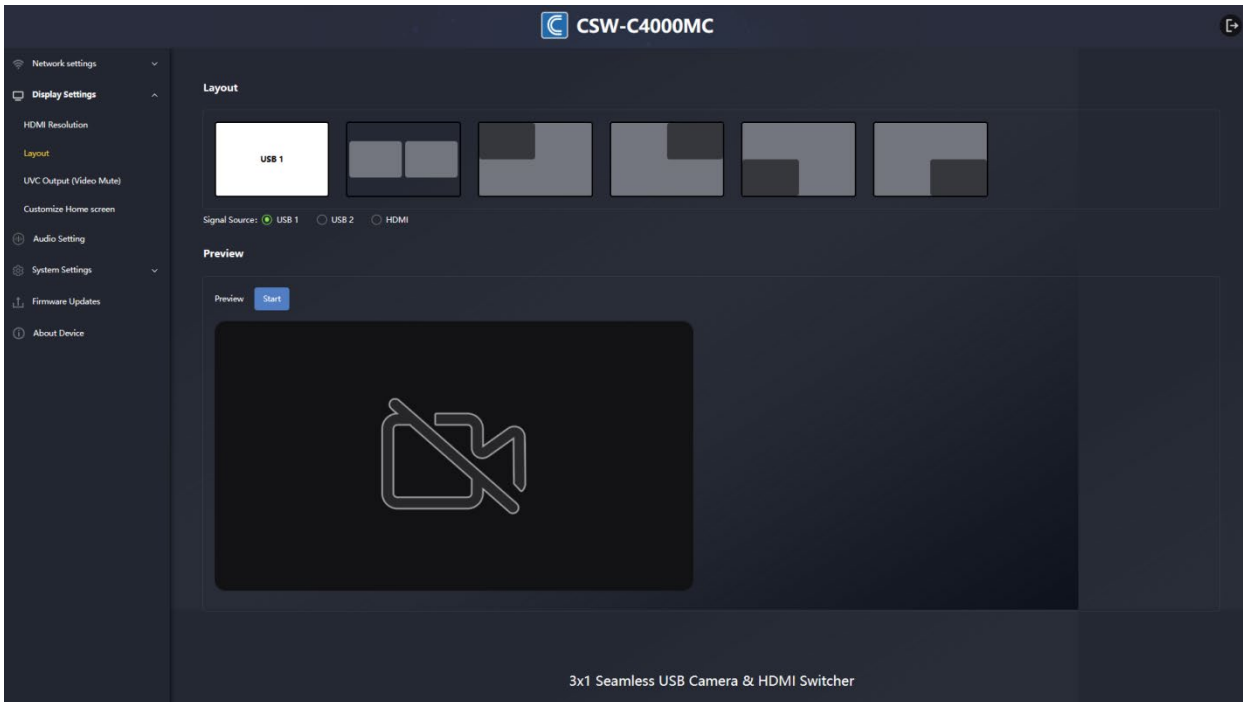 CSW-C4000MC
Network settings
Display Settings
HDMI Resolution
Layout
UVC Output (Video Mute)
Customize Home screen
Audio Setting
System Settings
Firmware Updates
About Device
Layout
USB 1
Signal Source: USB 1 USB 2 HDMI
Preview
Preview Start
3x1 Seamless USB Camera & HDMI Switcher